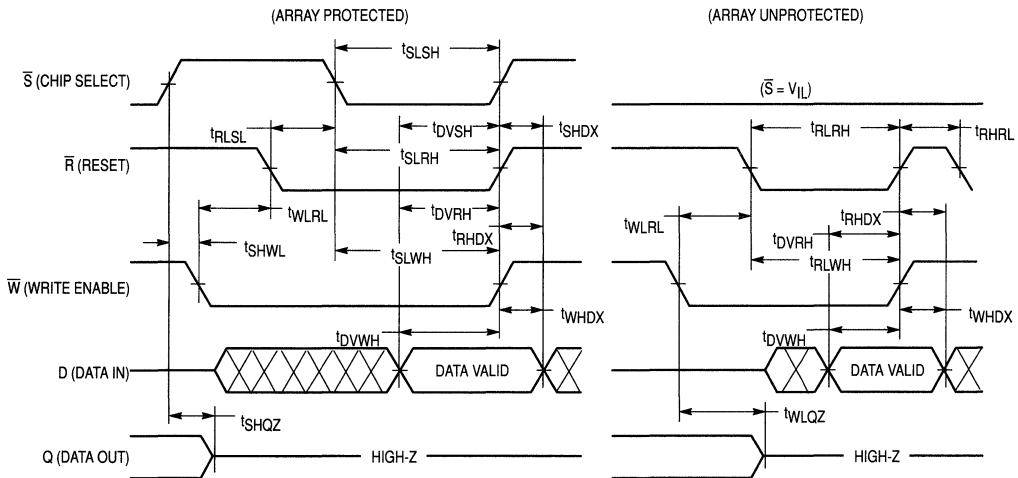 (ARRAY PROTECTED)
(ARRAY UNPROTECTED)
tSLSH
S̅ (CHIP SELECT)
(S̅ = VIL)
tRLSL
tDVSH
tSHDX
tRLRH
tRHRL
R̅ (RESET)
tSLRH
tWLRL
tDVRH
tWLRL
tRHDX
tSHWL
tRHDX
tDVRH
tSLWH
tRLWH
W̅ (WRITE ENABLE)
tWHDX
tWHDX
tDVWH
tDVWH
D (DATA IN)
DATA VALID
DATA VALID
tSHQZ
tWLQZ
Q (DATA OUT)
HIGH-Z
HIGH-Z